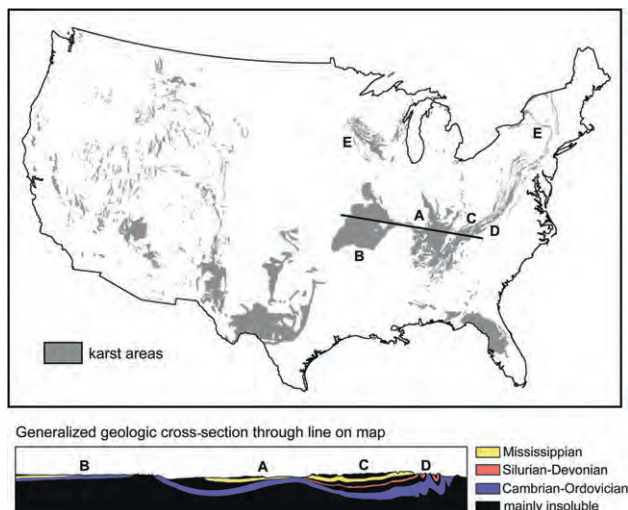 E
E
A
C
D
B
karst areas
Generalized geologic cross-section through line on map
B
A
C
D
Mississippian
Silurian-Devonian
Cambrian-Ordovician
mainly insoluble